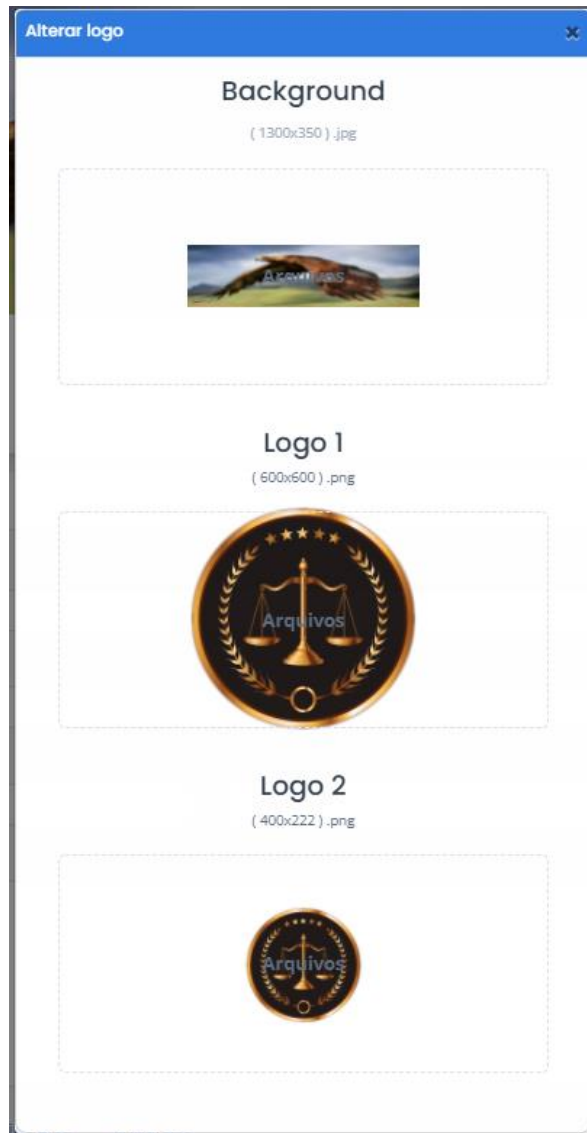 Alterar logo
×
Background
( 1300x350 ) .jpg
Arquivos
Logo 1
( 600x600 ) .png
Arquivos
Logo 2
( 400x222 ) .png
Arquivos